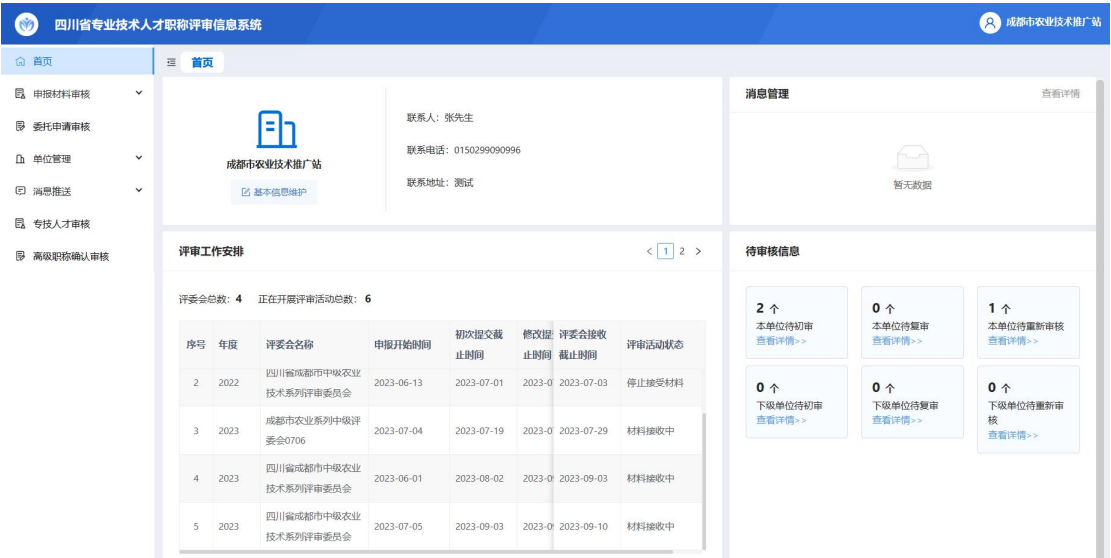 四川省专业技术人才职称评审信息系统
成都市农业技术推广站
首页
申报材料审核
委托申请审核
单位管理
消息推送
专技人才审核
高级职称确认审核
首页
成都市农业技术推广站
基本信息维护
联系人：张先生
联系电话：0150299090996
联系地址：测试
消息管理
查看详情
暂无数据
评审工作安排
< 1 2 >
评委会总数：4 正在开展评审活动总数：6
序号 年度 评委会名称 申报开始时间 初次提交截 修改提 评委会接收 评审活动状态
止时间 止时间 截止时间
四川省成都市中级农业
2 2022 2023-06-13 2023-07-01 2023-0 2023-07-03 停止接受材料
技术系列评审委员会
成都市农业系列中级评
3 2023 2023-07-04 2023-07-19 2023-0 2023-07-29 材料接收中
委会0706
四川省成都市中级农业
4 2023 2023-06-01 2023-08-02 2023-0 2023-09-03 材料接收中
技术系列评审委员会
四川省成都市中级农业
5 2023 2023-07-05 2023-09-03 2023-0 2023-09-10 材料接收中
技术系列评审委员会
待审核信息
2 个
本单位待初审
查看详情>>
0 个
本单位待复审
查看详情>>
1 个
本单位待重新审核
查看详情>>
0 个
下级单位待初审
查看详情>>
0 个
下级单位待复审
查看详情>>
0 个
下级单位待重新审
核
查看详情>>